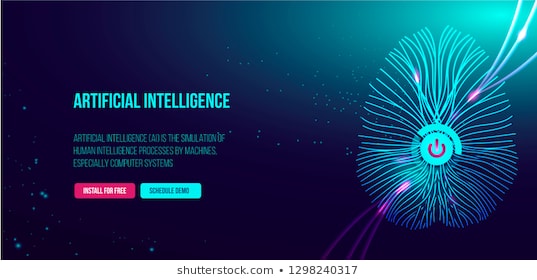 ARTIFICIAL INTELLIGENCE
ARTIFICIAL INTELLIGENCE (AI) IS THE SIMULATION OF
HUMAN INTELLIGENCE PROCESSES BY MACHINES,
ESPECIALLY COMPUTER SYSTEMS
INSTALL FOR FREE
SCHEDULE DEMO
shutterstock.com • 1298240317